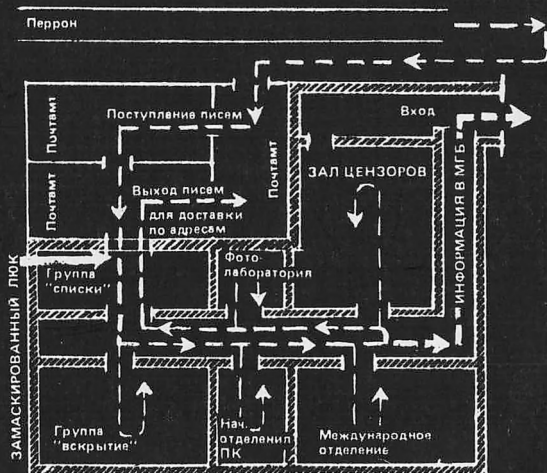 Перрон
Поступление писем
Почтамт
Почтамт
Почтамт
Вход
ЗАЛ ЦЕНЗОРОВ
ИНФОРМАЦИЯ В МГБ
Выход писем
для доставки
по адресам
ЗАМАСКИРОВАННЫЙ ЛЮК
Группа
"списки"
Фото-
лаборатория
Группа
"вскрытие"
Нач.
отделения
ПК
Международное
отделение